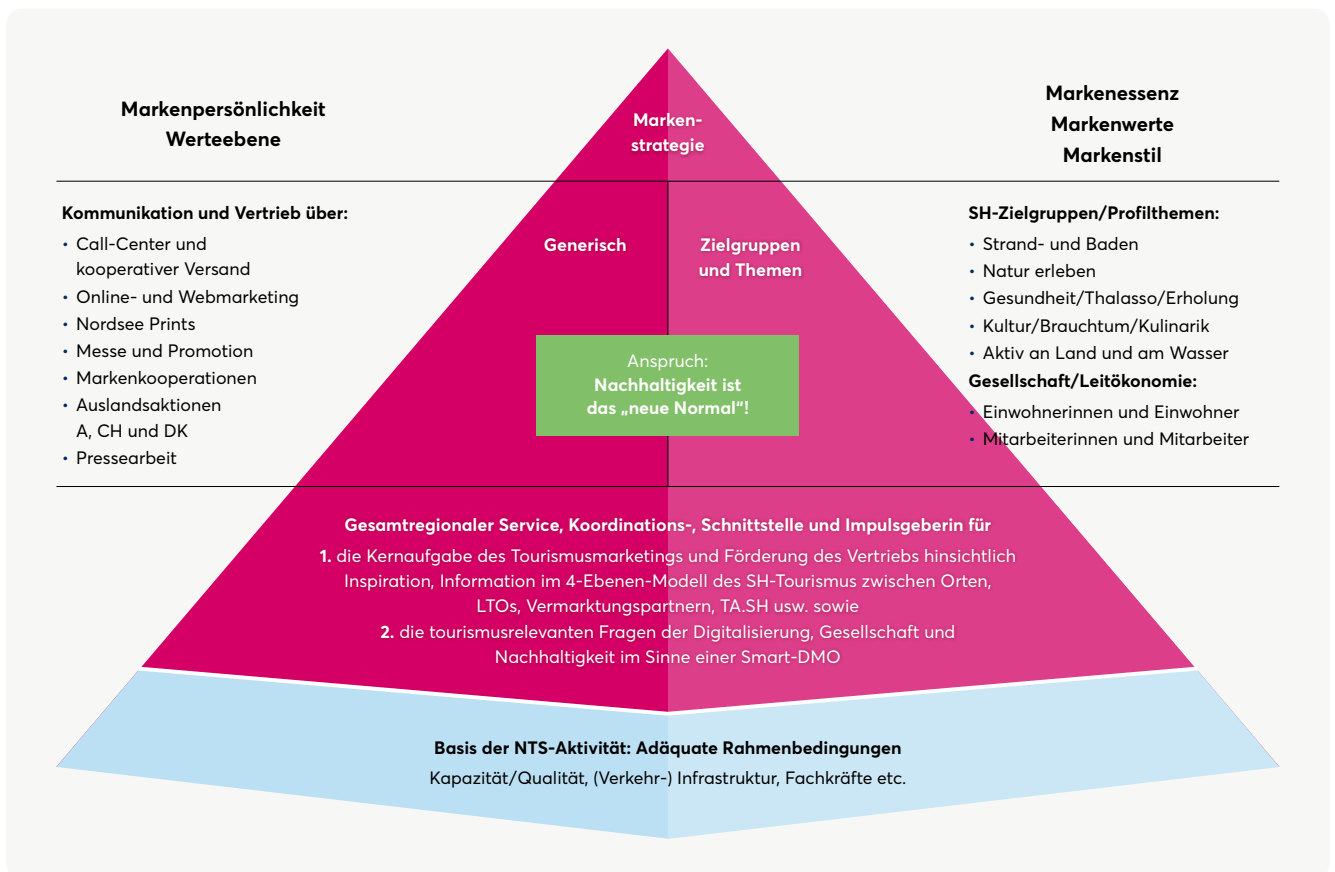 Markenpersönlichkeit
Werteebene
Marken-
strategie
Markenessenz
Markenwerte
Markenstil
Kommunikation und Vertrieb über:
• Call-Center und
kooperativer Versand
• Online- und Webmarketing
• Nordsee Prints
• Messe und Promotion
• Markenkooperationen
• Auslandsaktionen
A, CH und DK
• Pressearbeit
Generisch
Zielgruppen
und Themen
Anspruch:
Nachhaltigkeit ist
das „neue Normal“!
SH-Zielgruppen/Profilthemen:
• Strand- und Baden
• Natur erleben
• Gesundheit/Thalasso/Erholung
• Kultur/Brauchtum/Kulinarik
• Aktiv an Land und am Wasser
Gesellschaft/Leitökonomie:
• Einwohnerinnen und Einwohner
• Mitarbeiterinnen und Mitarbeiter
Gesamtregionaler Service, Koordinations-, Schnittstelle und Impulsgeberin für
1. die Kernaufgabe des Tourismusmarketings und Förderung des Vertriebs hinsichtlich
Inspiration, Information im 4-Ebenen-Modell des SH-Tourismus zwischen Orten,
LTOs, Vermarktungspartnern, TA.SH usw. sowie
2. die tourismusrelevanten Fragen der Digitalisierung, Gesellschaft und
Nachhaltigkeit im Sinne einer Smart-DMO
Basis der NTS-Aktivität: Adäquate Rahmenbedingungen
Kapazität/Qualität, (Verkehr-) Infrastruktur, Fachkräfte etc.